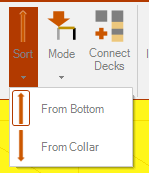 Sort
Mode
Connect
Decks
From Bottom
From Collar